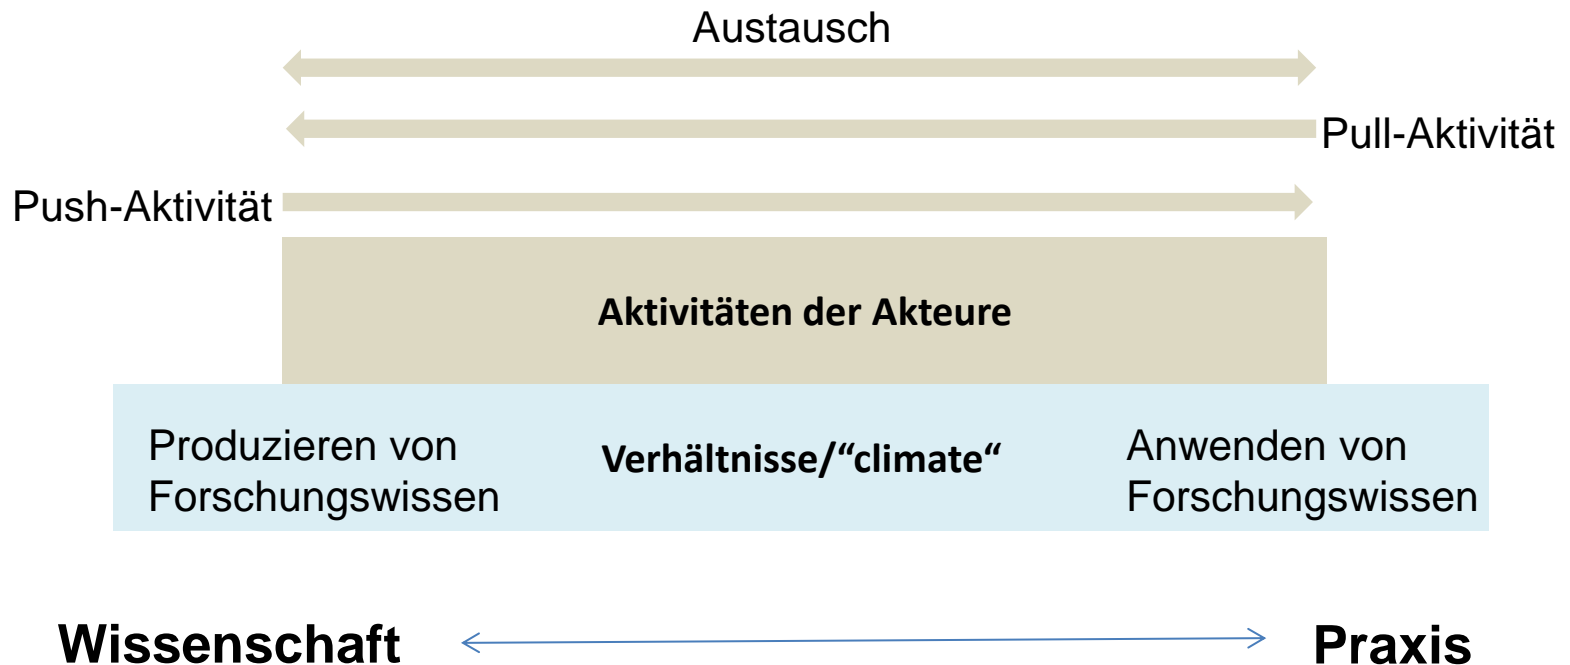 Austausch
Pull-Aktivität
Push-Aktivität
Aktivitäten der Akteure
Produzieren von
Forschungswissen
Verhältnisse/“climate“
Anwenden von
Forschungswissen
Wissenschaft
Praxis